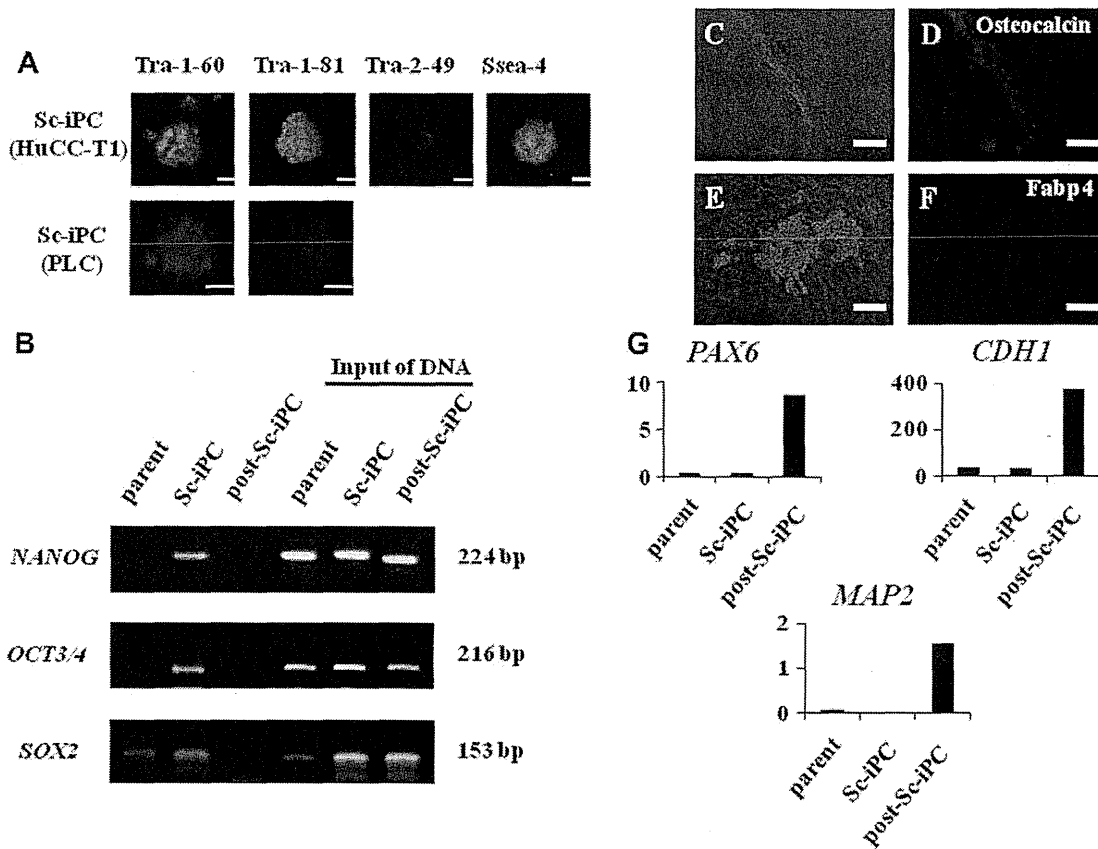 A
Tra-1-60 Tra-1-81 Tra-2-49 Ssea-4
Sc-iPC
(HuCC-T1)
Sc-iPC
(PLC)
B
Input of DNA
parent
Sc-iPC
post-Sc-iPC
parent
Sc-iPC
post-Sc-iPC
NANOG
224 bp
OCT3/4
216 bp
SOX2
153 bp
C
D
Osteocalcin
E
F
Fabp4
G
PAX6
10
5
0
parent
Sc-iPC
post-Sc-iPC
CDH1
400
200
0
parent
Sc-iPC
post-Sc-iPC
MAP2
2
1
0
parent
Sc-iPC
post-Sc-iPC